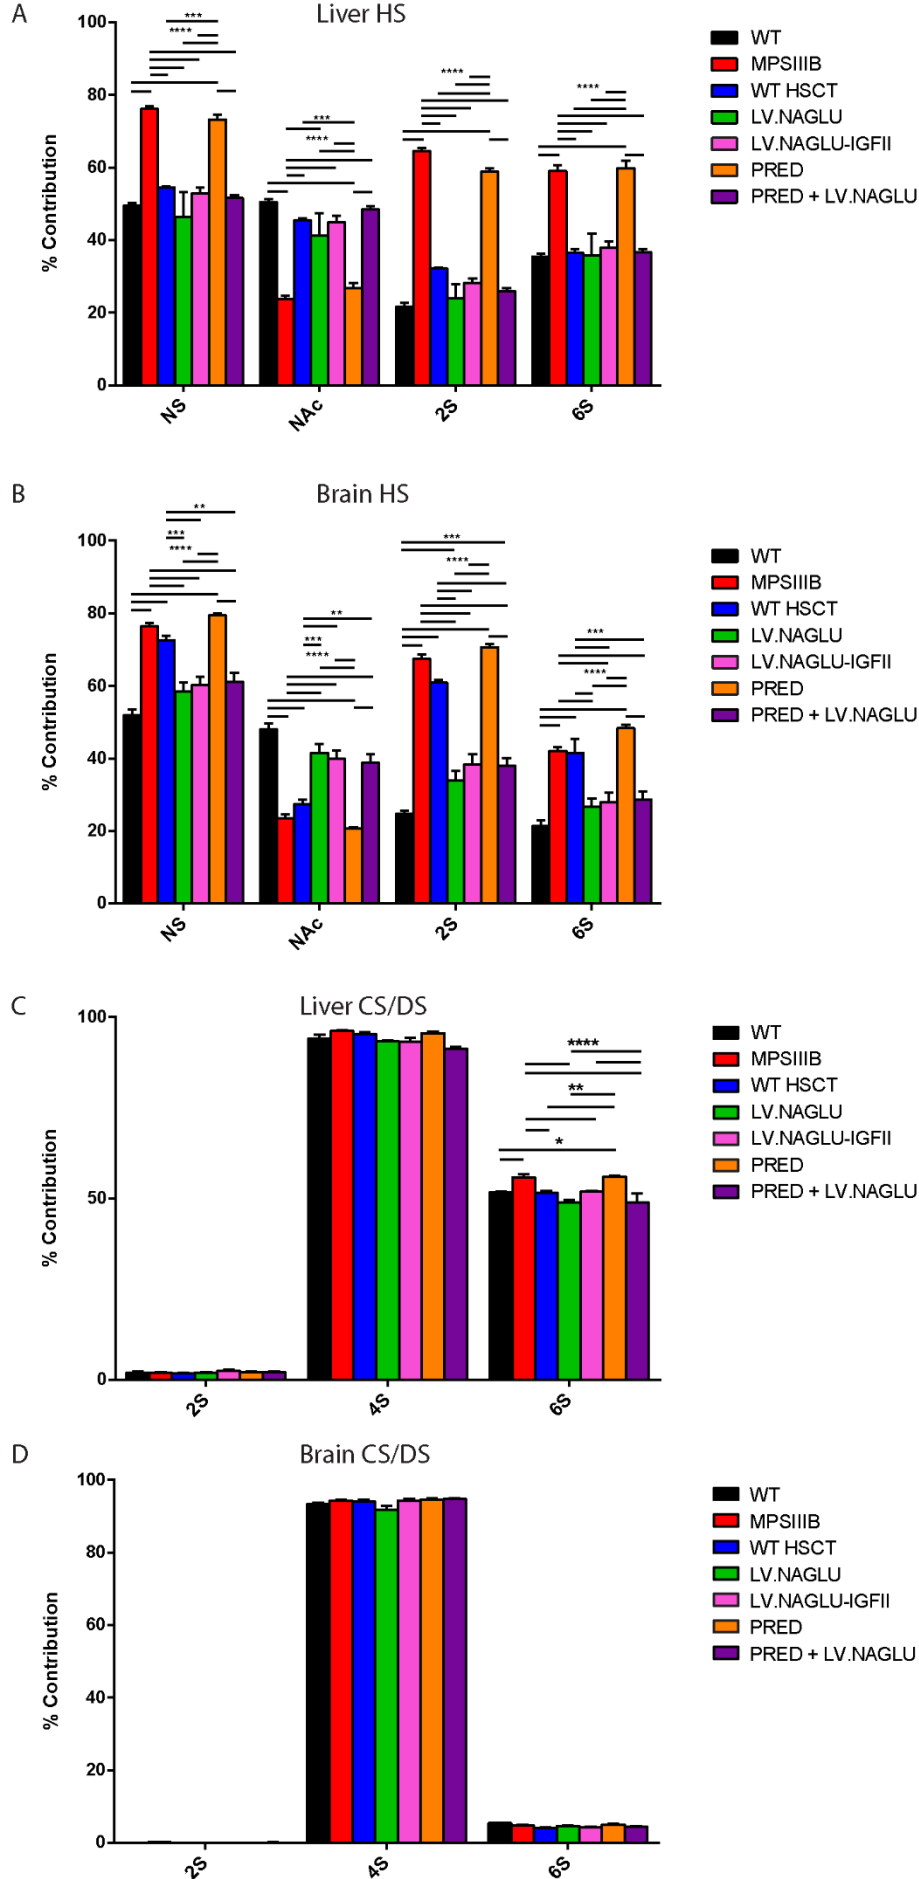 A
Liver HS
% Contribution
100
80
60
40
20
0
***
****
***
****
****
****
NS
NAc
2S
6S
WT
MPSIIIB
WT HSCT
LV.NAGLU
LV.NAGLU-IGFII
PRED
PRED + LV.NAGLU
B
Brain HS
% Contribution
100
80
60
40
20
0
**
***
****
**
***
****
***
****
***
****
NS
NAc
2S
6S
WT
MPSIIIB
WT HSCT
LV.NAGLU
LV.NAGLU-IGFII
PRED
PRED + LV.NAGLU
C
Liver CS/DS
% Contribution
100
50
0
****
**
*
2S
4S
6S
WT
MPSIIIB
WT HSCT
LV.NAGLU
LV.NAGLU-IGFII
PRED
PRED + LV.NAGLU
D
Brain CS/DS
% Contribution
100
80
60
40
20
0
2S
4S
6S
WT
MPSIIIB
WT HSCT
LV.NAGLU
LV.NAGLU-IGFII
PRED
PRED + LV.NAGLU